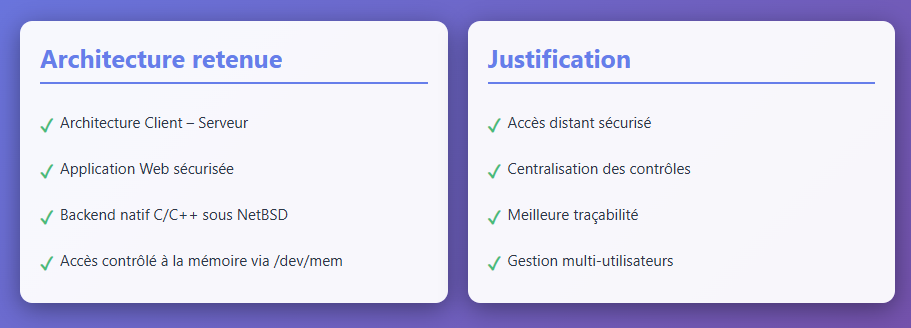 Architecture retenue
✓ Architecture Client – Serveur
✓ Application Web sécurisée
✓ Backend natif C/C++ sous NetBSD
✓ Accès contrôlé à la mémoire via /dev/mem
Justification
✓ Accès distant sécurisé
✓ Centralisation des contrôles
✓ Meilleure traçabilité
✓ Gestion multi-utilisateurs